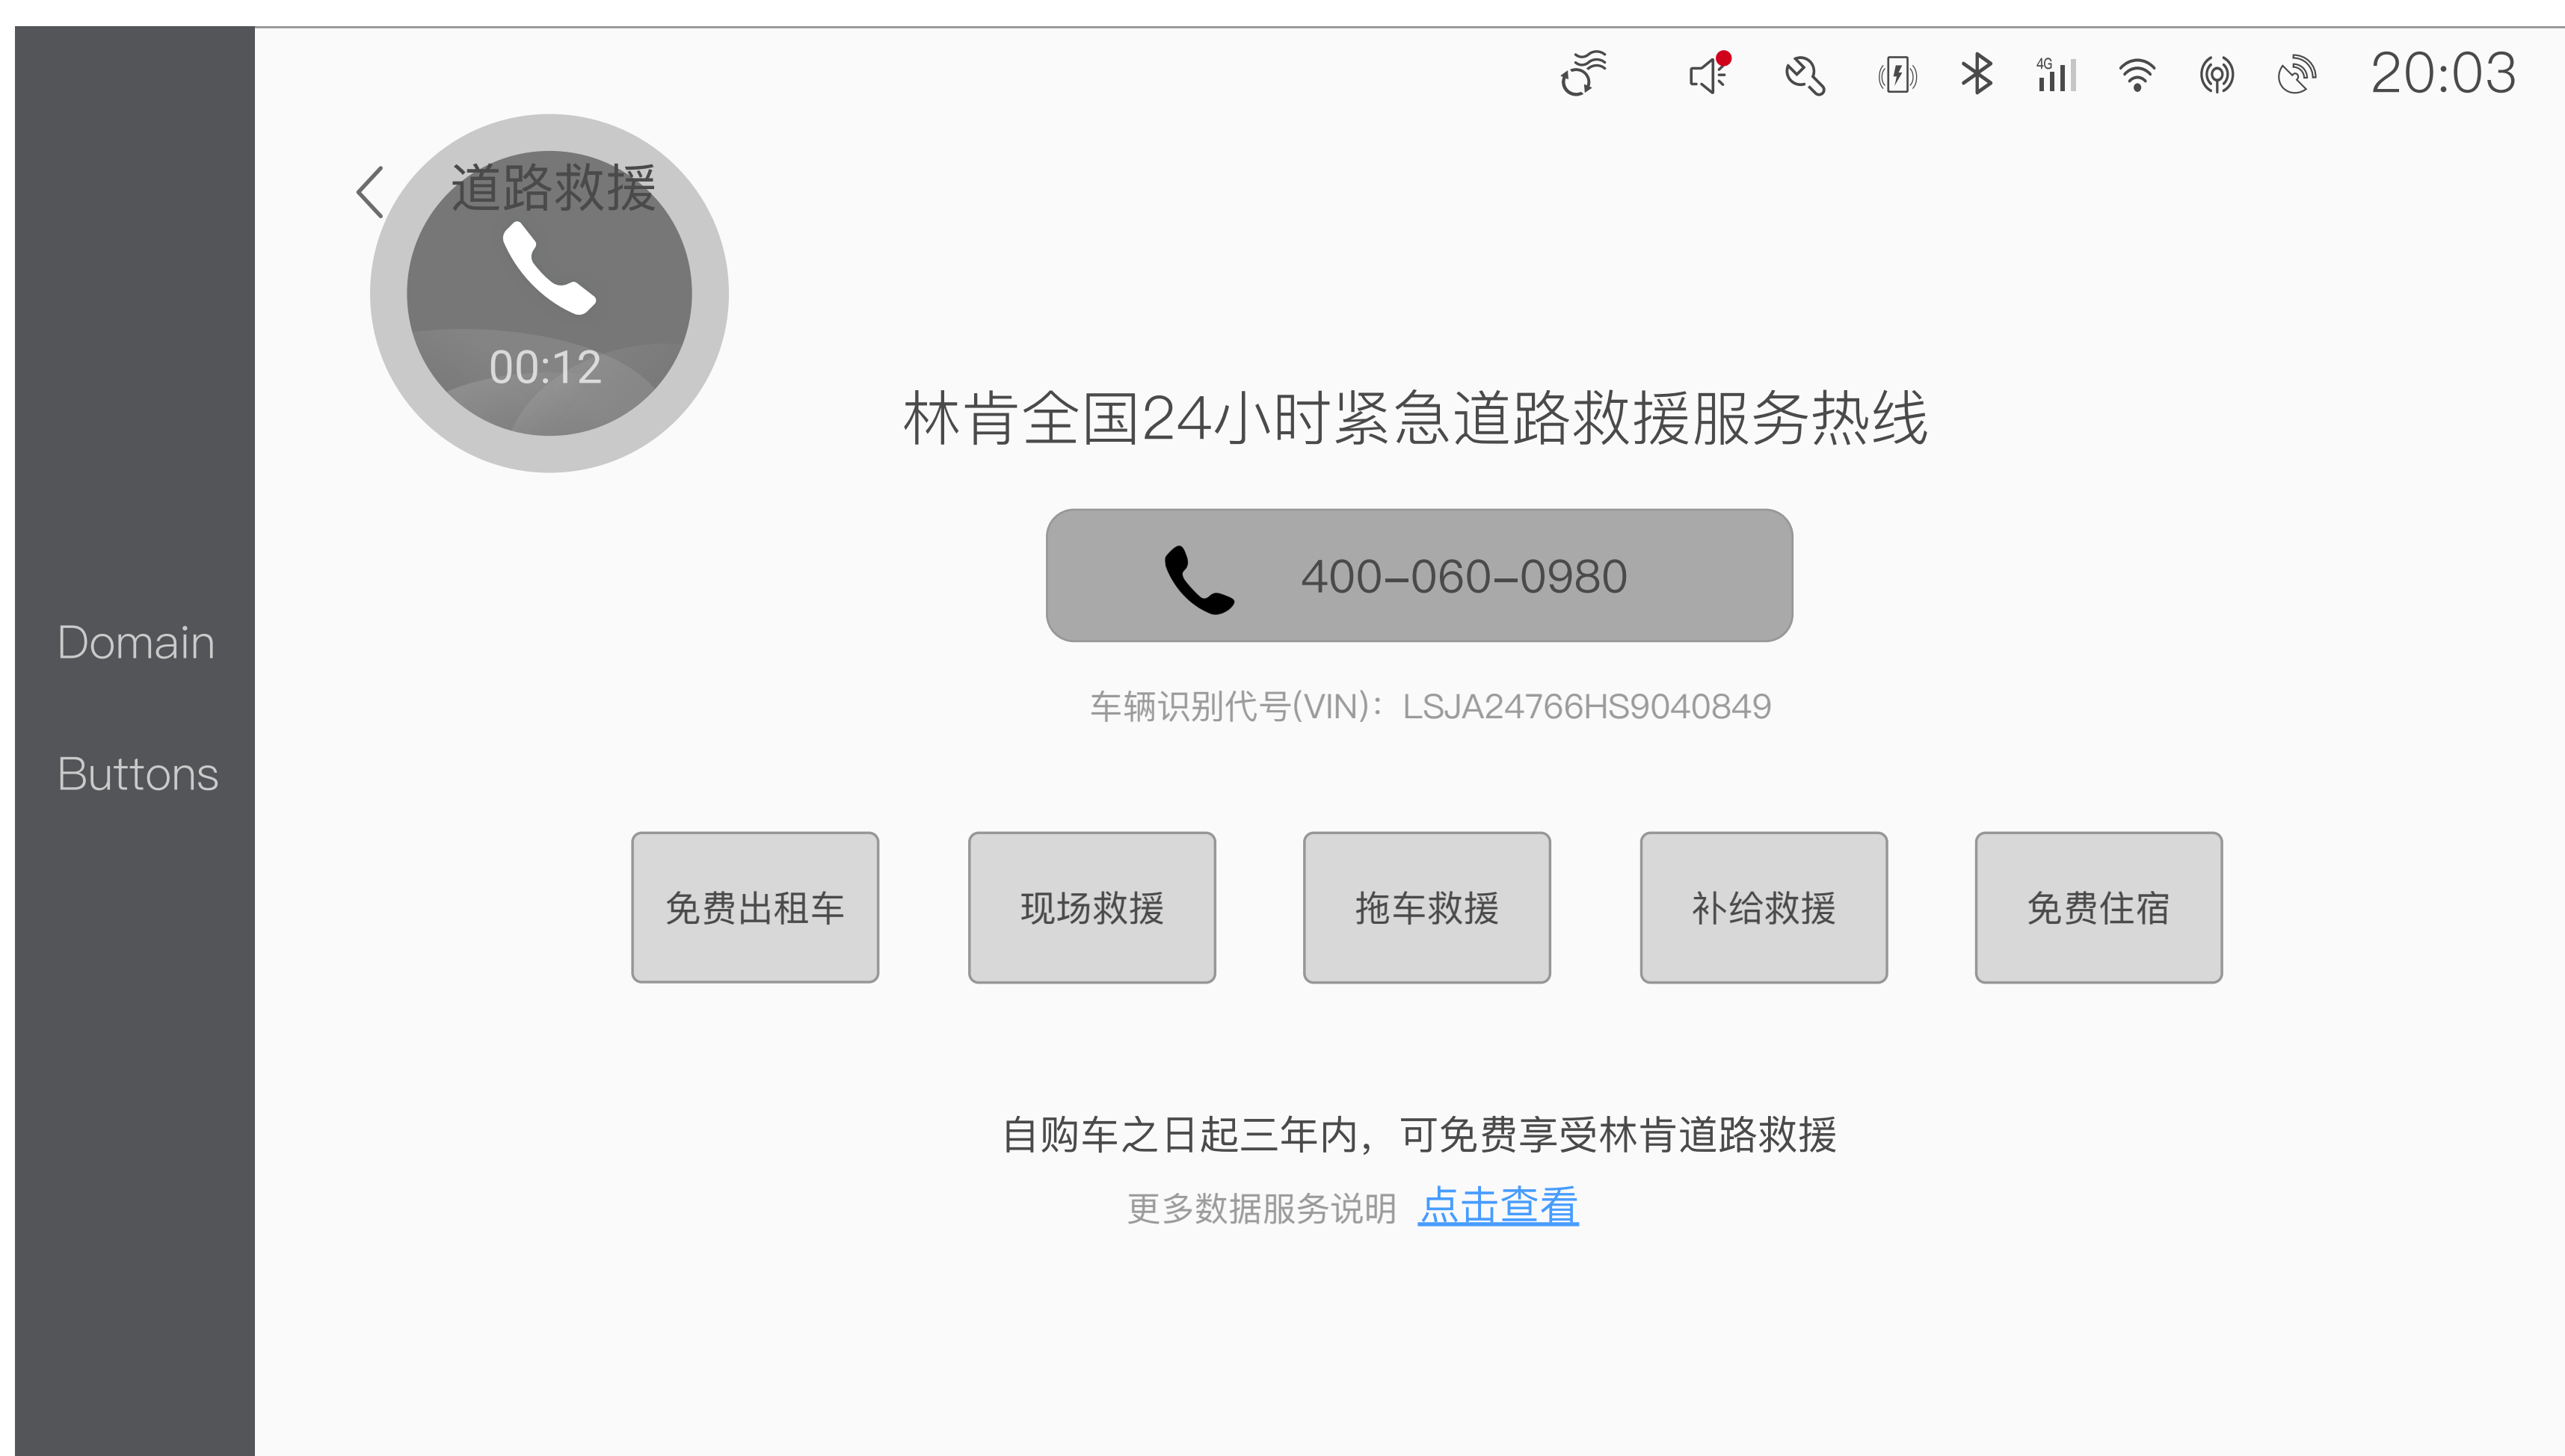 4G
20:03
道路救援
00:12
林肯全国24小时紧急道路救援服务热线
400-060-0980
Domain
车辆识别代号(VIN)：LSJA24766HS9040849
Buttons
免费出租车
现场救援
拖车救援
补给救援
免费住宿
自购车之日起三年内，可免费享受林肯道路救援
更多数据服务说明 点击查看